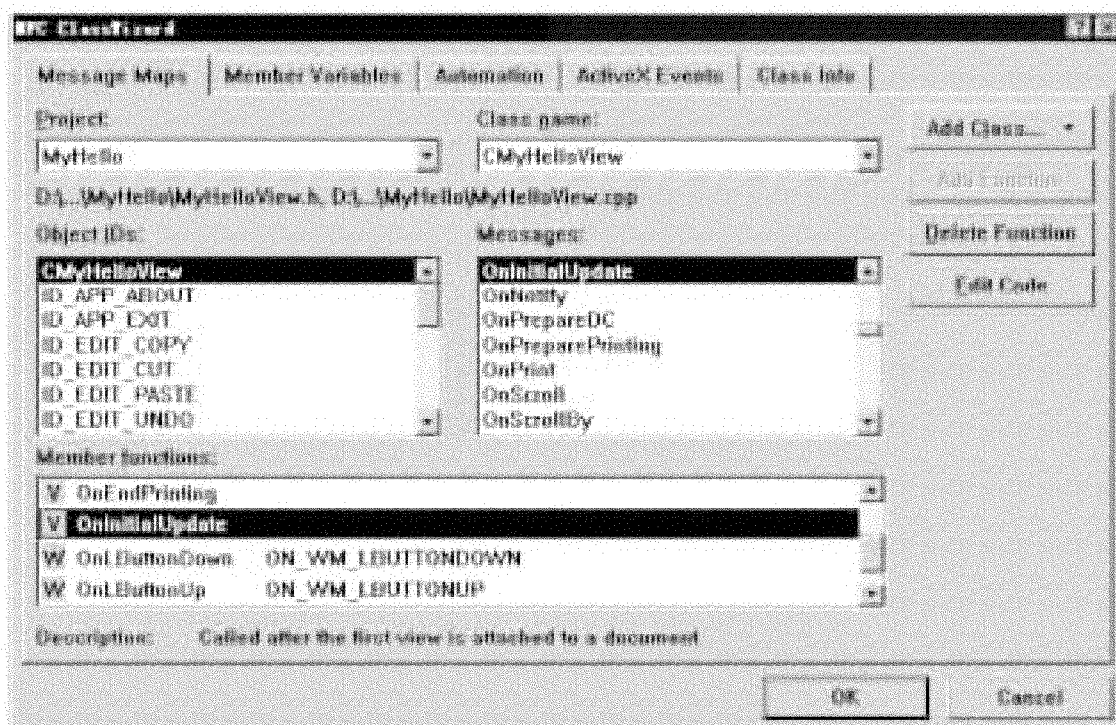 MFC ClassWizard
Message Maps Member Variables Automation ActiveX Events Class Info
Project: Class name:
MyHello CMyHelloView
Add Class...
Add Function
D:\...\MyHello\MyHelloView.h, D:\...\MyHello\MyHelloView.cpp
Object IDs: Messages:
Delete Function
CMyHelloView OnInitialUpdate
Edit Code
ID_APP_ABOUT OnNotify
ID_APP_EXIT OnPrepareDC
ID_EDIT_COPY OnPreparePrinting
ID_EDIT_CUT OnPrint
ID_EDIT_PASTE OnScroll
ID_EDIT_UNDO OnScrollBy
Member functions:
V OnEndPrinting
V OnInitialUpdate
W OnLButtonDown ON_WM_LBUTTONDOWN
W OnLButtonUp ON_WM_LBUTTONUP
Description: Called after the first view is attached to a document
OK Cancel